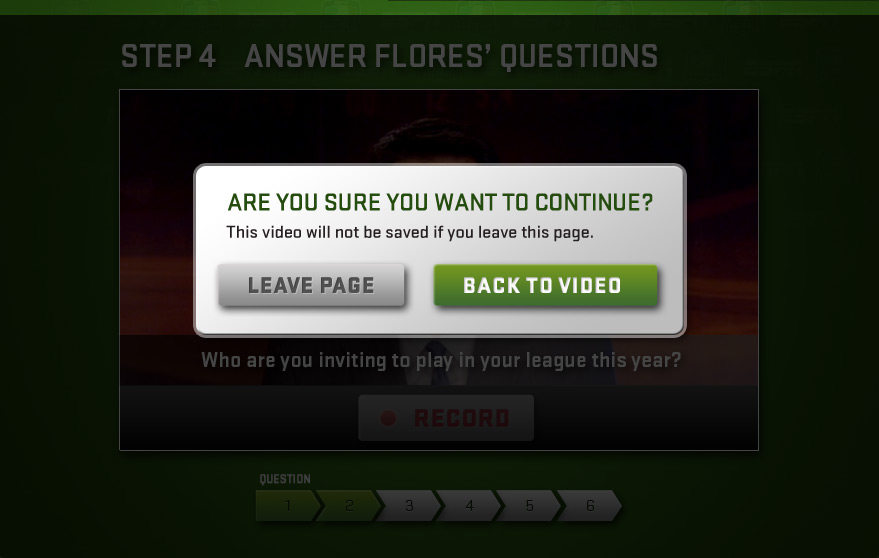 STEP 4 ANSWER FLORES’ QUESTIONS
ARE YOU SURE YOU WANT TO CONTINUE?
This video will not be saved if you leave this page.
LEAVE PAGE BACK TO VIDEO
Who are you inviting to play in your league this year?
RECORD
QUESTION
1 2 3 4 5 6